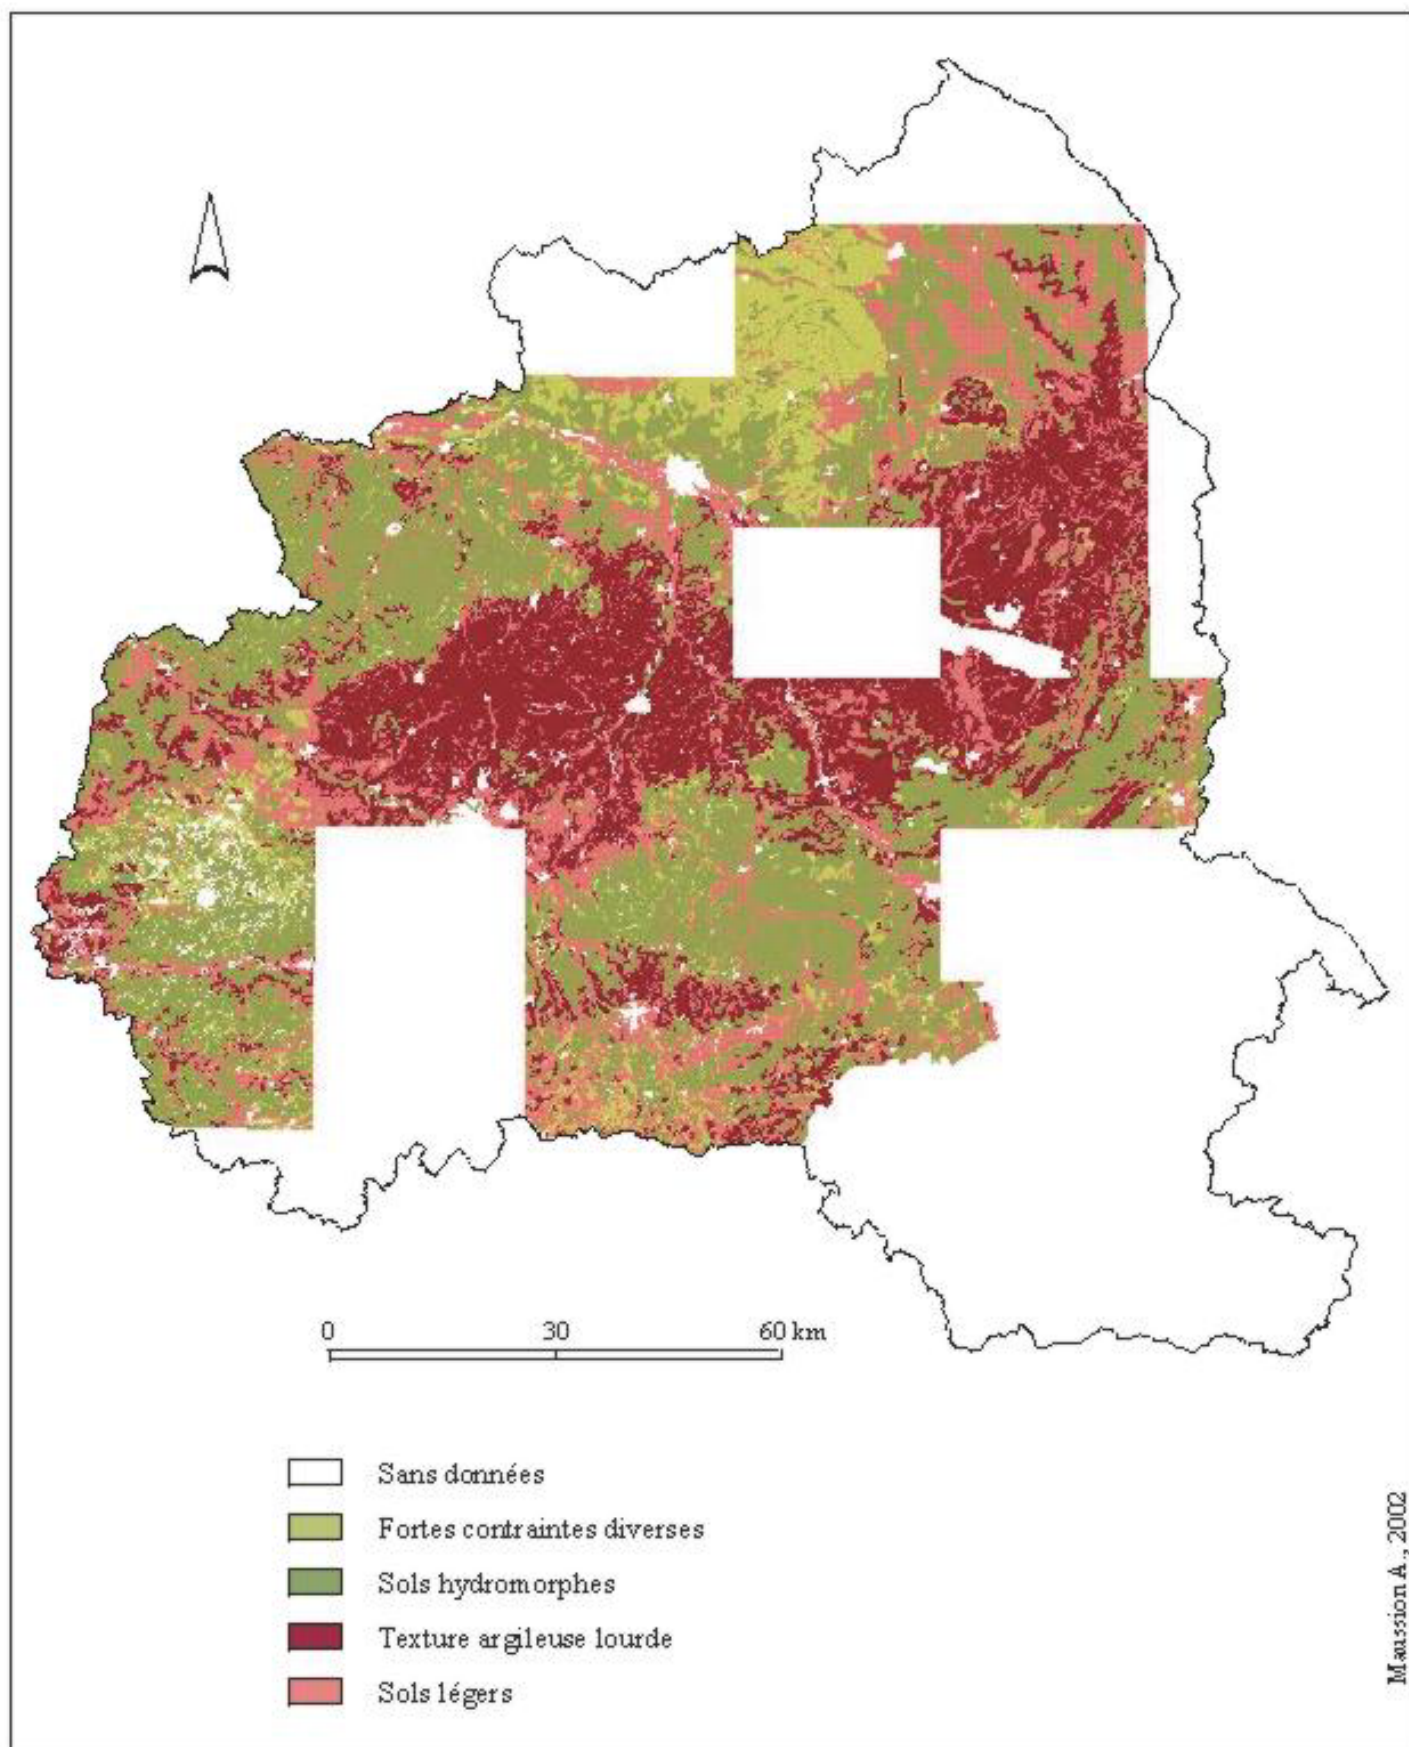 0 30 60 km
Sans données
Fortes contraintes diverses
Sols hydromorphes
Texture argileuse lourde
Sols légers
Maussion A., 2002